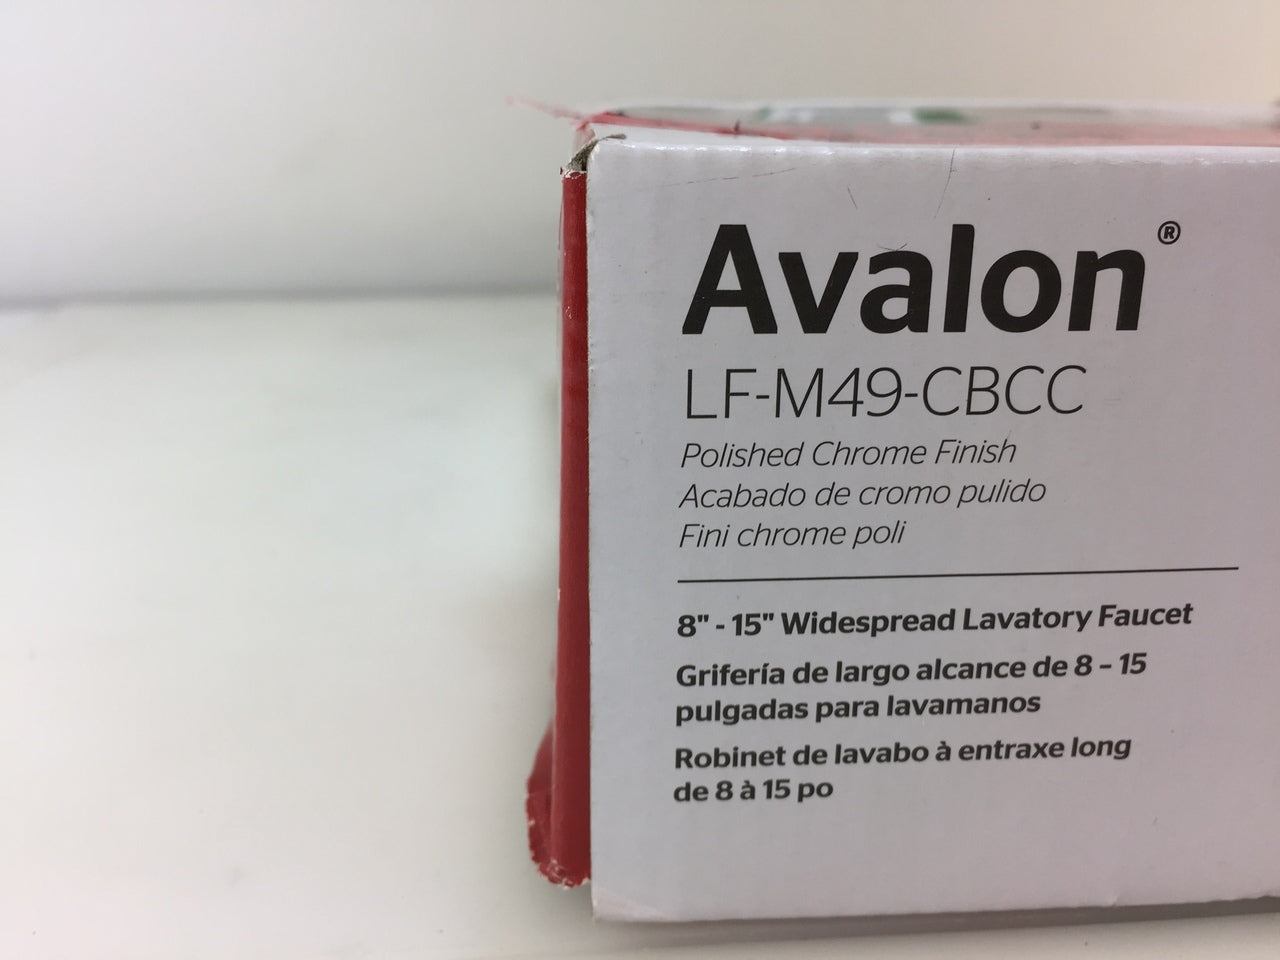 Avalon®
LF-M49-CBCC
Polished Chrome Finish
Acabado de cromo pulido
Fini chrome poli
8" - 15" Widespread Lavatory Faucet
Grifería de largo alcance de 8 – 15
pulgadas para lavamanos
Robinet de lavabo à entraxe long
de 8 à 15 po